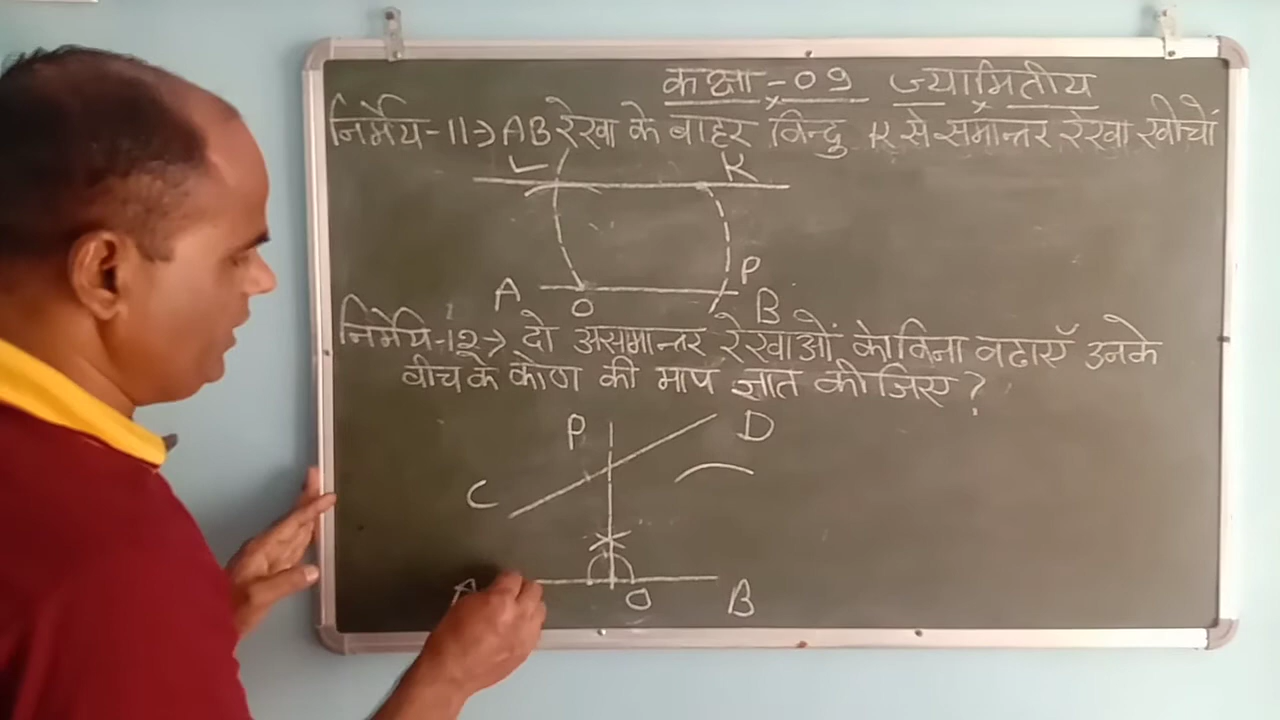 कक्षा-09 ज्यामितीय
निर्मेय-11→ AB रेखा के बाहर बिन्दु K से समान्तर रेखा खींचों
L K
A O P B
निर्मेय-12→ दो असमान्तर रेखाओं को विना बढाएँ उनके
बीच के कोण की माप ज्ञात कीजिए?
P D
C
A O B